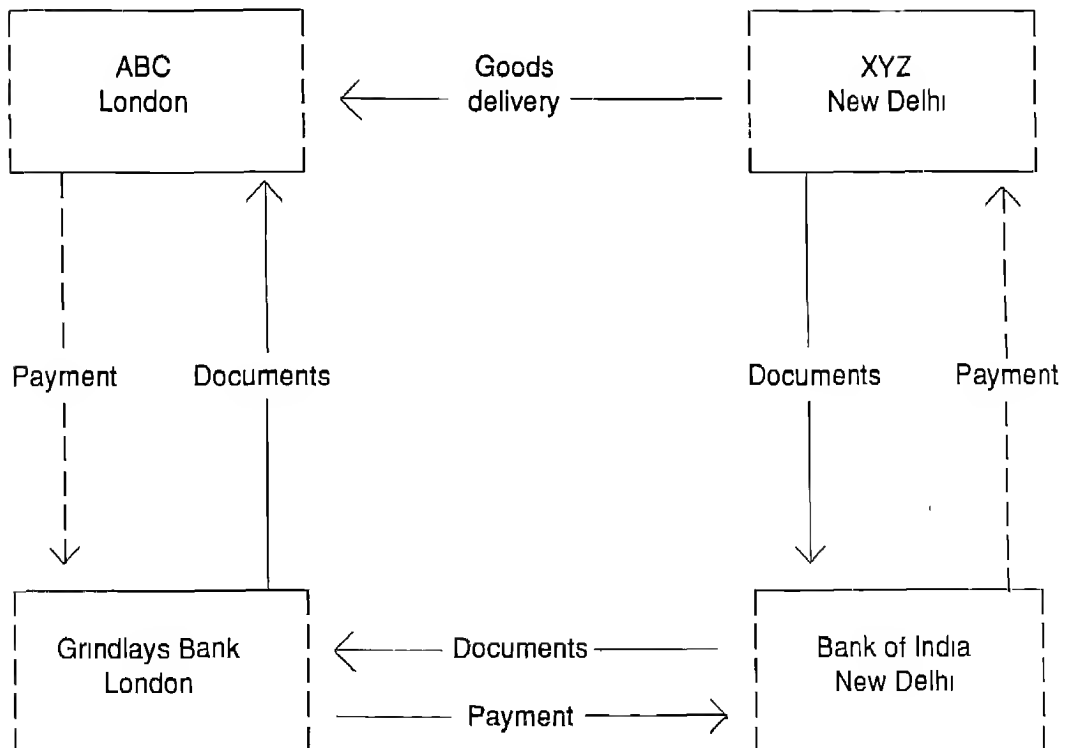 ABC
London
Goods
delivery
XYZ
New Delhi
Payment
Documents
Documents
Payment
Grindlays Bank
London
Documents
Payment
Bank of India
New Delhi